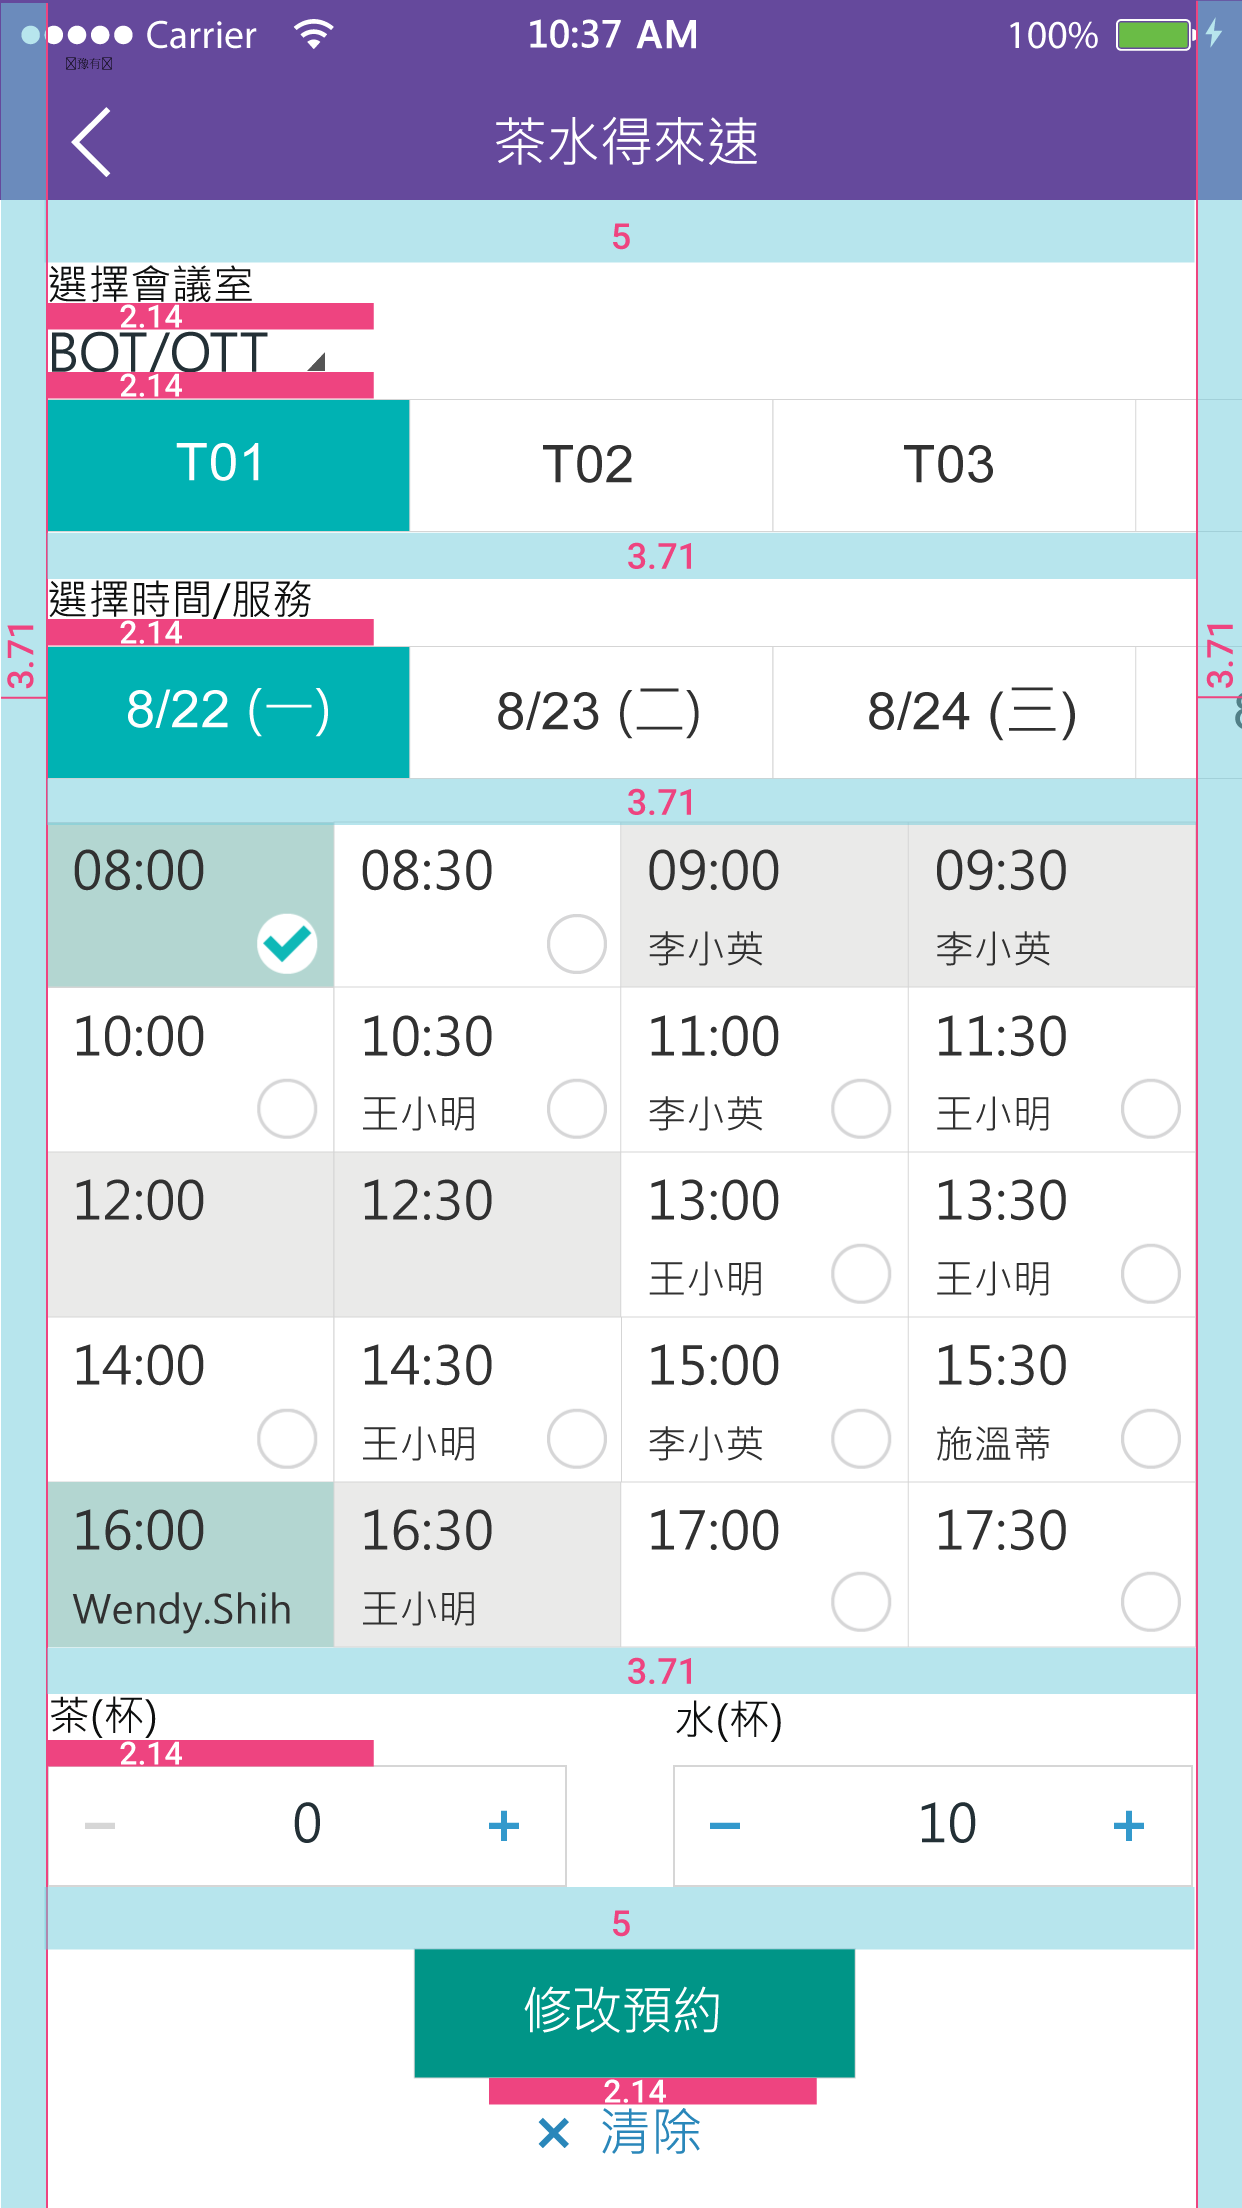 Carrier 10:37 AM 100%
豫有
茶水得來速
5
選擇會議室
2.14
BOT/OTT
2.14
T01 T02 T03
3.71
選擇時間/服務
2.14
3.71 3.71
8/22 (一) 8/23 (二) 8/24 (三)
3.71
08:00 08:30 09:00 09:30
李小英 李小英
10:00 10:30 11:00 11:30
王小明 李小英 王小明
12:00 12:30 13:00 13:30
王小明 王小明
14:00 14:30 15:00 15:30
王小明 李小英 施溫蒂
16:00 16:30 17:00 17:30
Wendy.Shih 王小明
3.71
茶(杯) 水(杯)
2.14
0 10
5
修改預約
2.14
清除